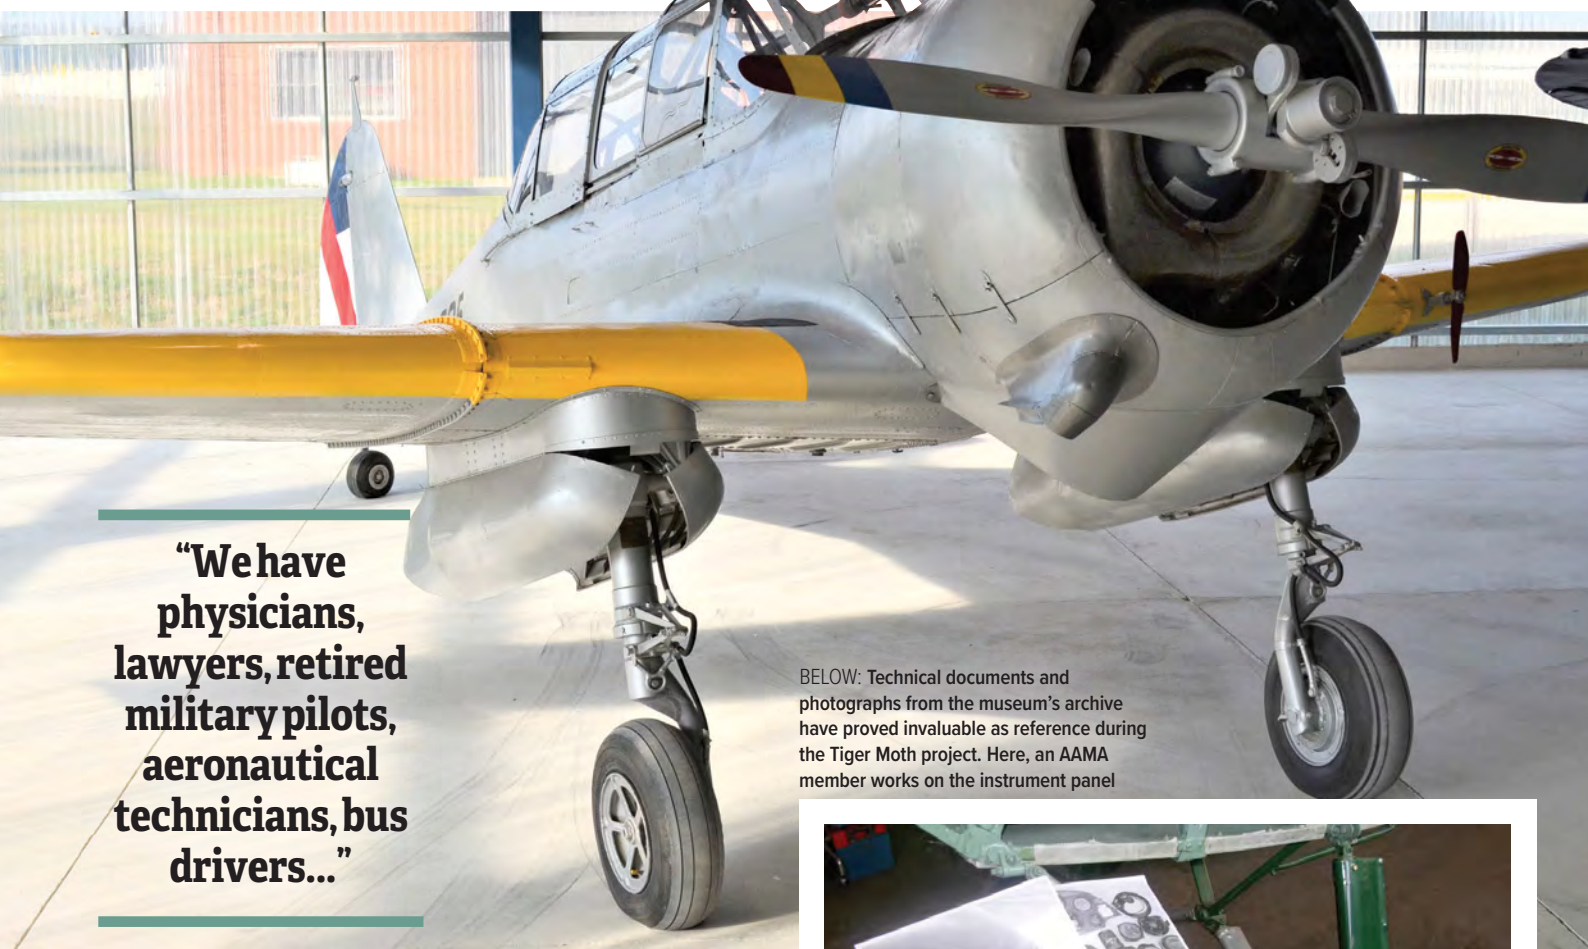 “We have
physicians,
lawyers, retired
military pilots,
aeronautical
technicians, bus
drivers...”
BELOW: Technical documents and
photographs from the museum’s archive
have proved invaluable as reference during
the Tiger Moth project. Here, an AAMA
member works on the instrument panel